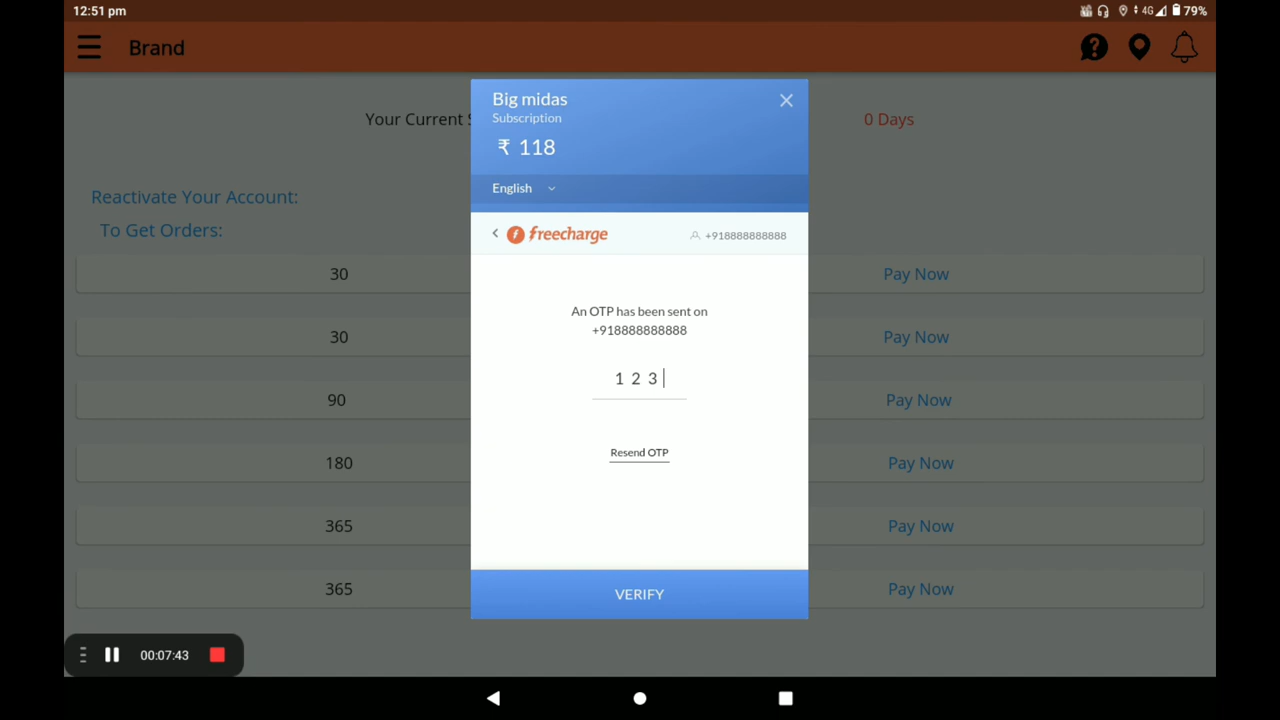 12:51 pm
4G 79%
Brand
Your Current S
0 Days
Big midas
Subscription
₹ 118
English
freecharge
+918888888888
An OTP has been sent on
+918888888888
1 2 3
Resend OTP
VERIFY
Reactivate Your Account:
To Get Orders:
30 Pay Now
30 Pay Now
90 Pay Now
180 Pay Now
365 Pay Now
365 Pay Now
00:07:43